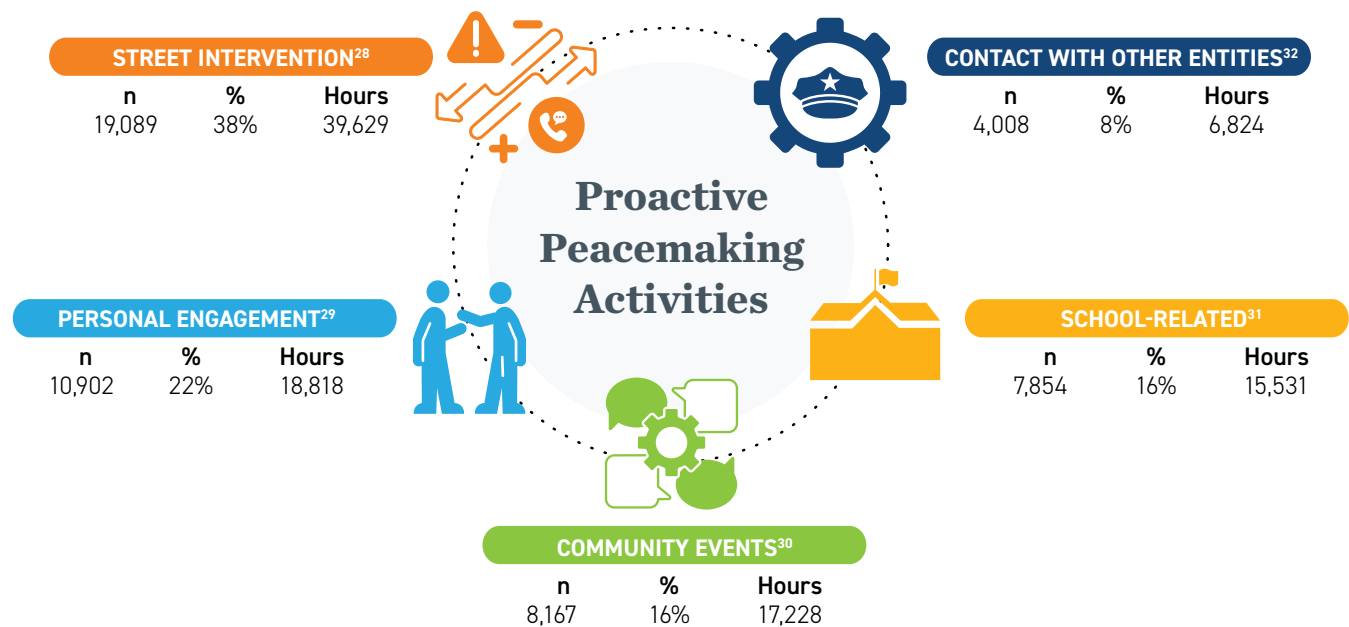 STREET INTERVENTION28
n % Hours
19,089 38% 39,629
CONTACT WITH OTHER ENTITIES32
n % Hours
4,008 8% 6,824
Proactive
Peacemaking
Activities
PERSONAL ENGAGEMENT29
n % Hours
10,902 22% 18,818
SCHOOL-RELATED31
n % Hours
7,854 16% 15,531
COMMUNITY EVENTS30
n % Hours
8,167 16% 17,228